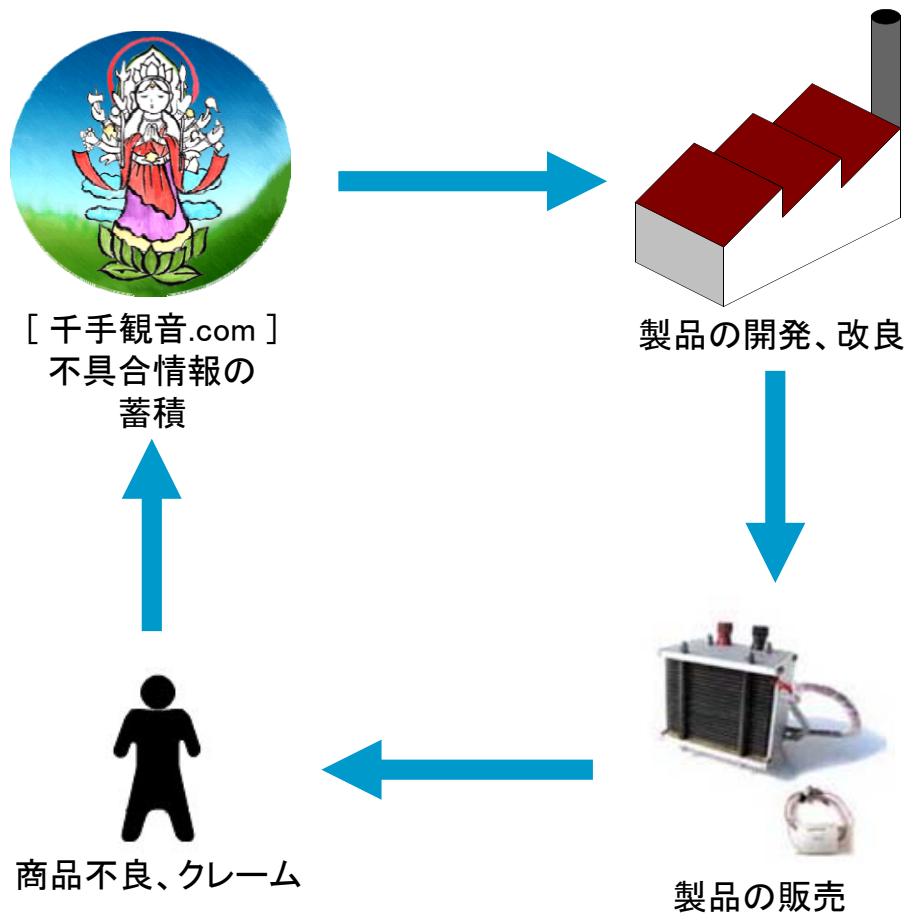 [ 千手観音.com ]
不具合情報の
蓄積
製品の開発、改良
商品不良、クレーム
製品の販売